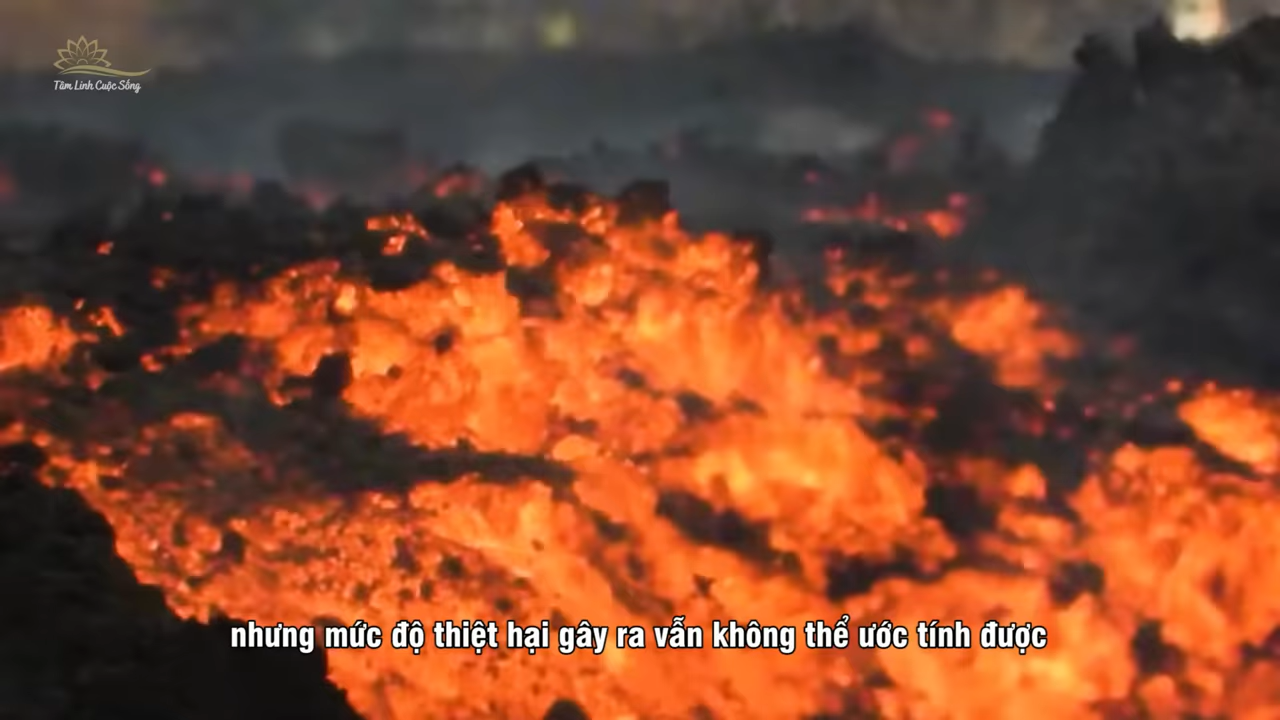 Tâm Linh Cuộc Sống
nhưng mức độ thiệt hại gây ra vẫn không thể ước tính được